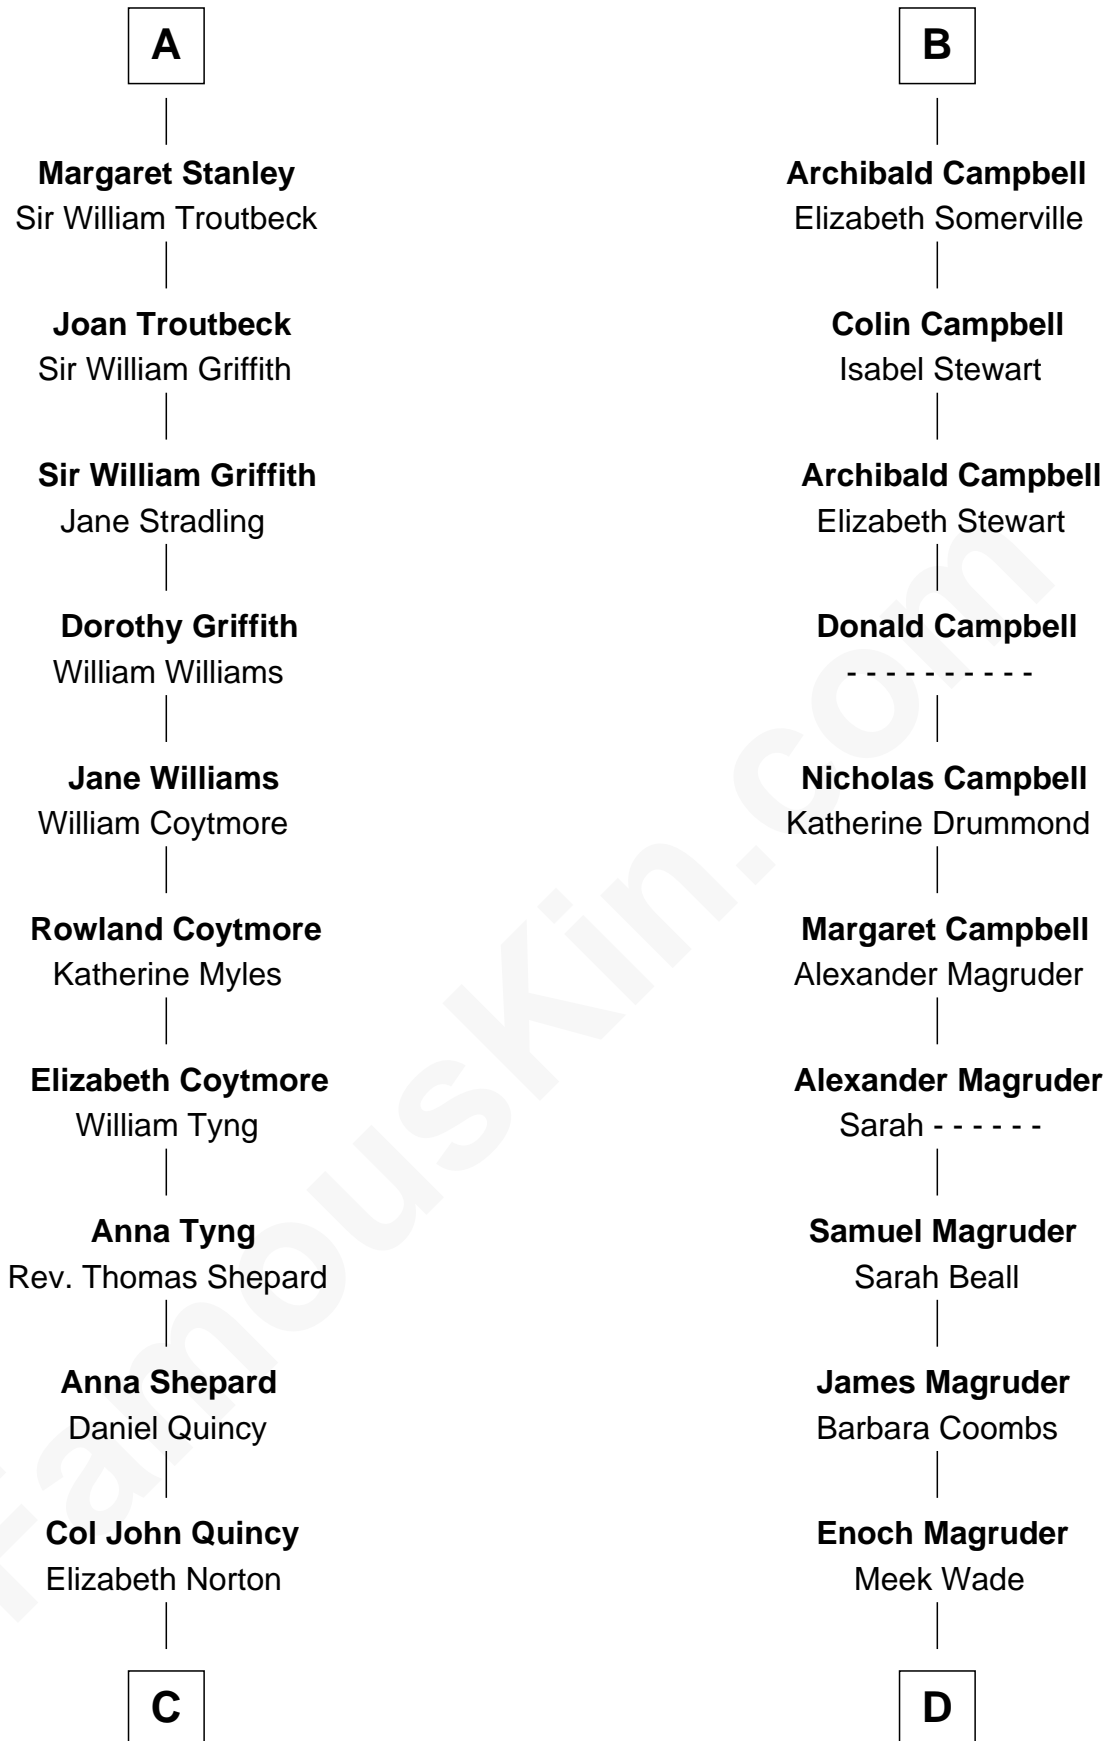 A
Margaret Stanley
Sir William Troutbeck
Joan Troutbeck
Sir William Griffith
Sir William Griffith
Jane Stradling
Dorothy Griffith
William Williams
Jane Williams
William Coytmore
Rowland Coytmore
Katherine Myles
Elizabeth Coytmore
William Tyng
Anna Tyng
Rev. Thomas Shepard
Anna Shepard
Daniel Quincy
Col John Quincy
Elizabeth Norton
C
B
Archibald Campbell
Elizabeth Somerville
Colin Campbell
Isabel Stewart
Archibald Campbell
Elizabeth Stewart
Donald Campbell
- - - - - - - - - -
Nicholas Campbell
Katherine Drummond
Margaret Campbell
Alexander Magruder
Alexander Magruder
Sarah - - - - - -
Samuel Magruder
Sarah Beall
James Magruder
Barbara Coombs
Enoch Magruder
Meek Wade
D
FamousKin.com